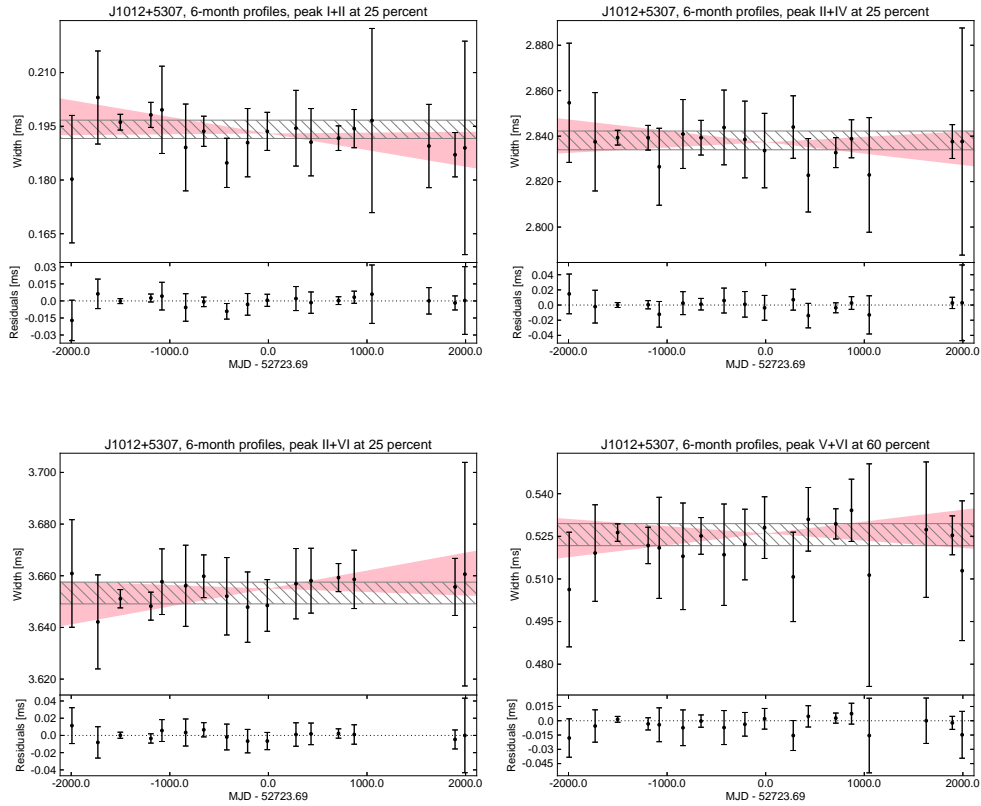 J1012+5307, 6-month profiles, peak I+II at 25 percent
0.210
0.195
0.180
0.165
Width [ms]
0.03
0.015
0.0
-0.015
-0.03
Residuals [ms]
-2000.0 -1000.0 0.0 1000.0 2000.0
MJD - 52723.69
J1012+5307, 6-month profiles, peak II+IV at 25 percent
2.880
2.860
2.840
2.820
2.800
Width [ms]
0.04
0.02
0.0
-0.02
-0.04
Residuals [ms]
-2000.0 -1000.0 0.0 1000.0 2000.0
MJD - 52723.69
J1012+5307, 6-month profiles, peak II+VI at 25 percent
3.700
3.680
3.660
3.640
3.620
Width [ms]
0.04
0.02
0.0
-0.02
-0.04
Residuals [ms]
-2000.0 -1000.0 0.0 1000.0 2000.0
MJD - 52723.69
J1012+5307, 6-month profiles, peak V+VI at 60 percent
0.540
0.525
0.510
0.495
0.480
Width [ms]
0.015
0.0
-0.015
-0.03
-0.045
Residuals [ms]
-2000.0 -1000.0 0.0 1000.0 2000.0
MJD - 52723.69